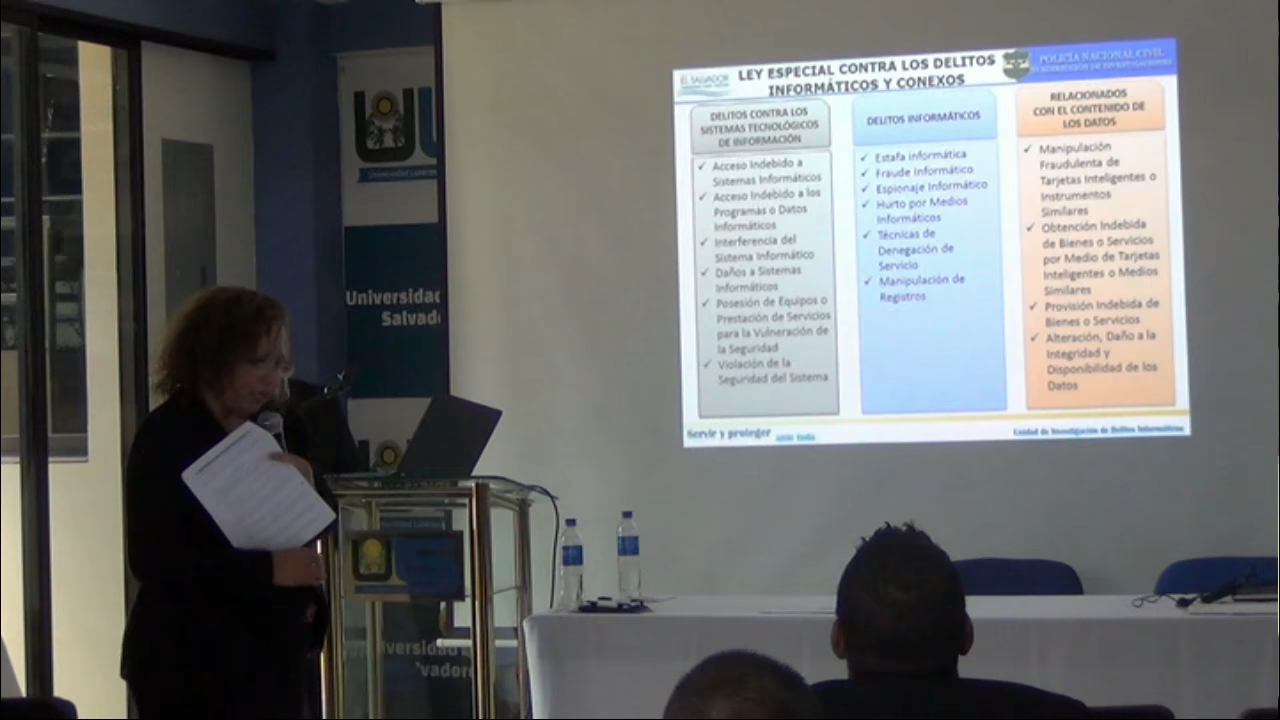 EL SALVADOR
LEY ESPECIAL CONTRA LOS DELITOS
INFORMÁTICOS Y CONEXOS
POLICÍA NACIONAL CIVIL
DELITOS CONTRA LOS
SISTEMAS TECNOLÓGICOS
DE INFORMACIÓN
✓ Acceso Indebido a
Sistemas Informáticos
✓ Acceso Indebido a los
Programas o Datos
Informáticos
✓ Interferencia del
Sistema Informático
✓ Daños a Sistemas
Informáticos
✓ Posesión de Equipos o
Prestación de Servicios
para la Vulneración de
la Seguridad
✓ Violación de la
Seguridad del Sistema
DELITOS INFORMÁTICOS
✓ Estafa informática
✓ Fraude Informático
✓ Espionaje Informático
✓ Hurto por Medios
Informáticos
✓ Técnicas de
Denegación de
Servicio
✓ Manipulación de
Registros
RELACIONADOS
CON EL CONTENIDO DE
LOS DATOS
✓ Manipulación
Fraudulenta de
Tarjetas Inteligentes o
Instrumentos
Similares
✓ Obtención Indebida
de Bienes o Servicios
por Medio de Tarjetas
Inteligentes o Medios
Similares
✓ Provisión Indebida de
Bienes o Servicios
✓ Alteración, Daño a la
Integridad y
Disponibilidad de los
Datos
Servir y proteger
Unidad de Investigación de Delitos Informáticos
Universidad
Salvad
versidad
vador